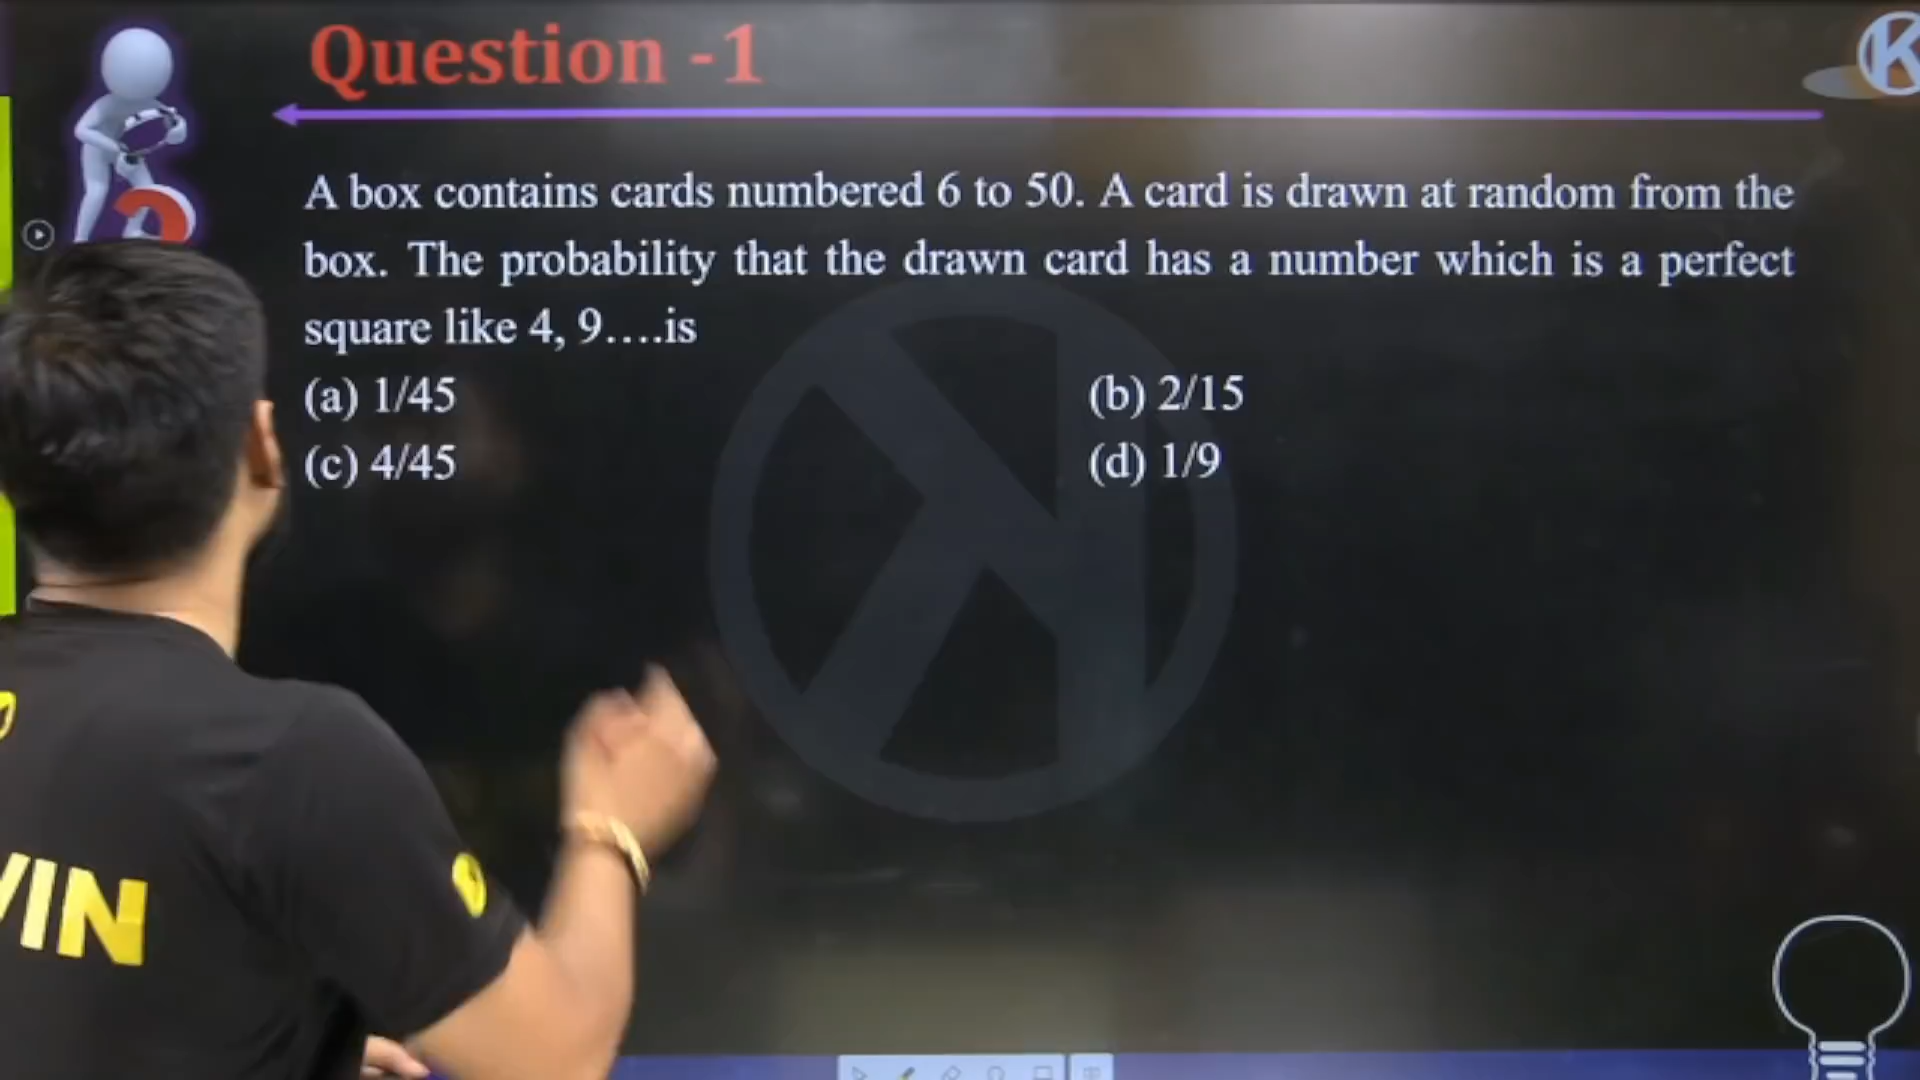 Question -1
A box contains cards numbered 6 to 50. A card is drawn at random from the
box. The probability that the drawn card has a number which is a perfect
square like 4, 9....is
(a) 1/45 (b) 2/15
(c) 4/45 (d) 1/9
K
VIN